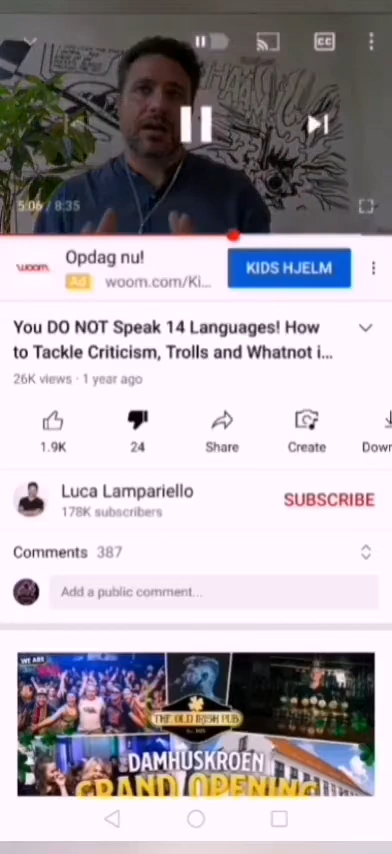 CC
5:06 / 8:35
woom.
Opdag nu!
Ad woom.com/Ki...
KIDS HJELM
You DO NOT Speak 14 Languages! How
to Tackle Criticism, Trolls and Whatnot i...
26K views · 1 year ago
1.9K
24
Share
Create
Down
Luca Lampariello
178K subscribers
SUBSCRIBE
Comments 387
Add a public comment...
WE ARE
THE OLD IRISH PUB
DAMHUSKROEN
GRAND OPENING